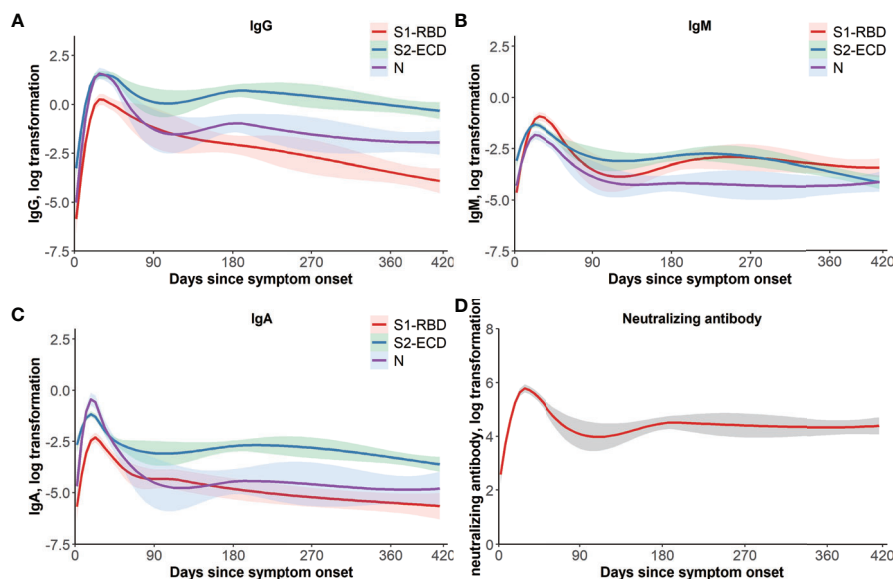 A
IgG
S1-RBD
S2-ECD
N
IgG, log transformation
2.5
0.0
-2.5
-5.0
-7.5
0 90 180 270 360 420
Days since symptom onset
B
IgM
S1-RBD
S2-ECD
N
IgM, log transformation
2.5
0.0
-2.5
-5.0
-7.5
0 90 180 270 360 420
Days since symptom onset
C
IgA
S1-RBD
S2-ECD
N
IgA, log transformation
2.5
0.0
-2.5
-5.0
-7.5
0 90 180 270 360 420
Days since symptom onset
D
Neutralizing antibody
neutralizing antibody, log transformation
8
6
4
2
0
0 90 180 270 360 420
Days since symptom onset